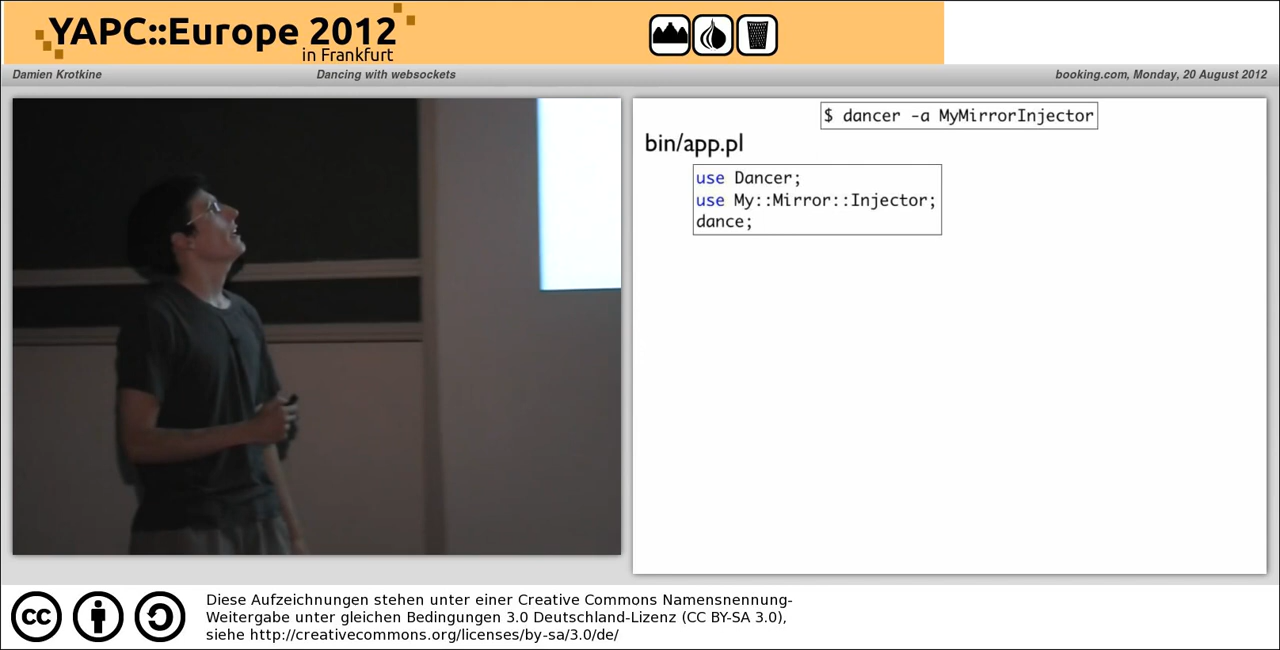 YAPC::Europe 2012
in Frankfurt
Damien Krotkine
Dancing with websockets
booking.com, Monday, 20 August 2012
$ dancer -a MyMirrorInjector
bin/app.pl
use Dancer;
use My::Mirror::Injector;
dance;
cc
Diese Aufzeichnungen stehen unter einer Creative Commons Namensnennung-
Weitergabe unter gleichen Bedingungen 3.0 Deutschland-Lizenz (CC BY-SA 3.0),
siehe http://creativecommons.org/licenses/by-sa/3.0/de/